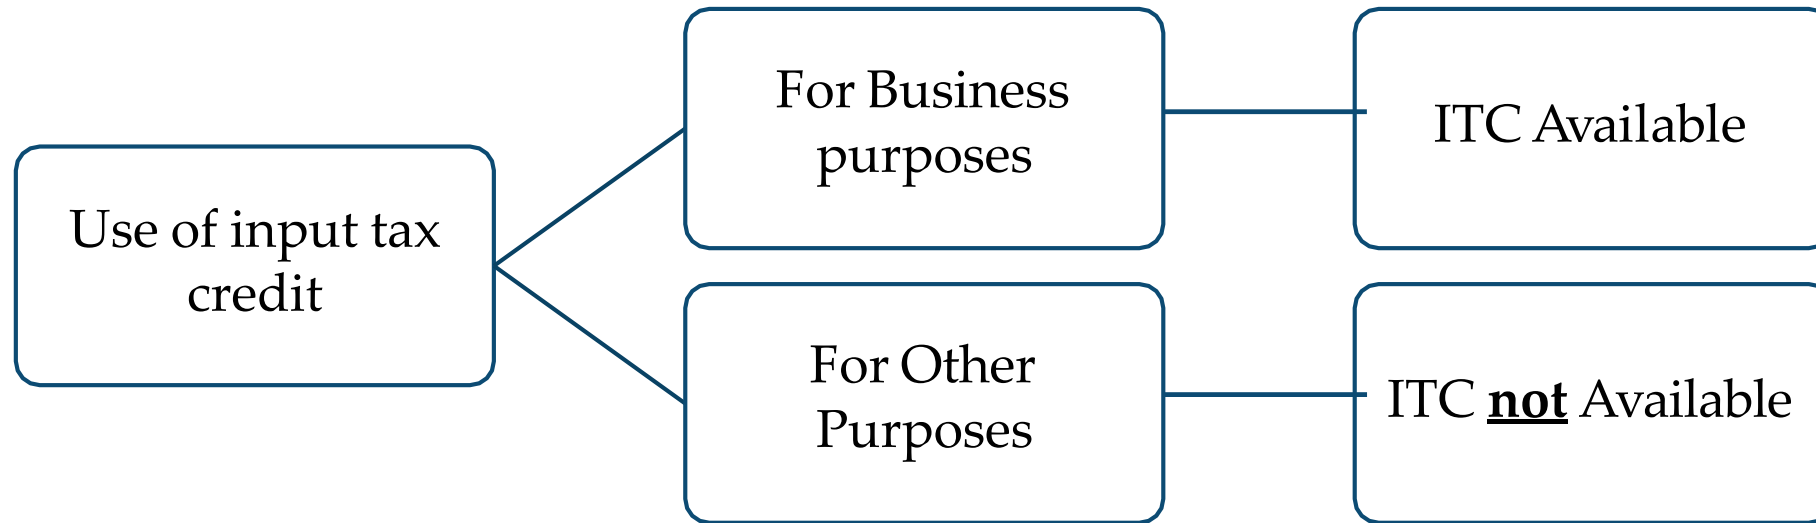 Use of input tax
credit
For Business
purposes
ITC Available
For Other
Purposes
ITC not Available